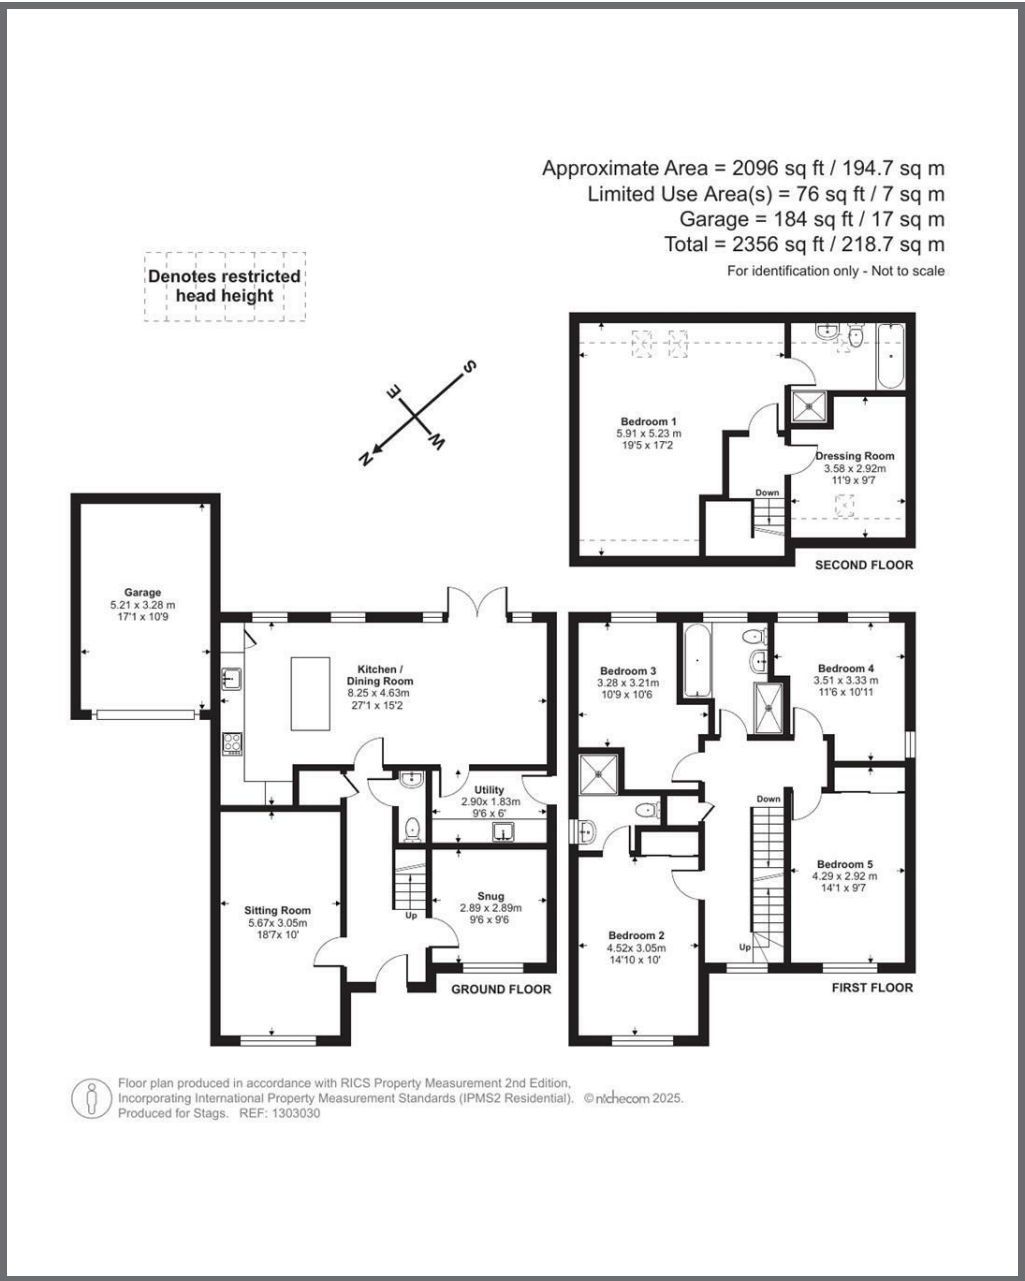 Approximate Area = 2096 sq ft / 194.7 sq m
Limited Use Area(s) = 76 sq ft / 7 sq m
Garage = 184 sq ft / 17 sq m
Total = 2356 sq ft / 218.7 sq m
For identification only - Not to scale
Denotes restricted
head height
S
E
W
N
Bedroom 1
5.91 x 5.23 m
19'5 x 17'2
Dressing Room
3.58 x 2.92m
11'9 x 9'7
Down
SECOND FLOOR
Garage
5.21 x 3.28 m
17'1 x 10'9
Kitchen /
Dining Room
8.25 x 4.63m
27'1 x 15'2
Utility
2.90x 1.83m
9'6 x 6'
Snug
2.89 x 2.89m
9'6 x 9'6
Sitting Room
5.67x 3.05m
18'7x 10'
Up
GROUND FLOOR
Bedroom 3
3.28 x 3.21m
10'9 x 10'6
Bedroom 4
3.51 x 3.33 m
11'6 x 10'11
Down
Bedroom 5
4.29 x 2.92 m
14'1 x 9'7
Bedroom 2
4.52x 3.05m
14'10 x 10'
Up
FIRST FLOOR
Floor plan produced in accordance with RICS Property Measurement 2nd Edition,
Incorporating International Property Measurement Standards (IPMS2 Residential). © nichecom 2025.
Produced for Stags. REF: 1303030